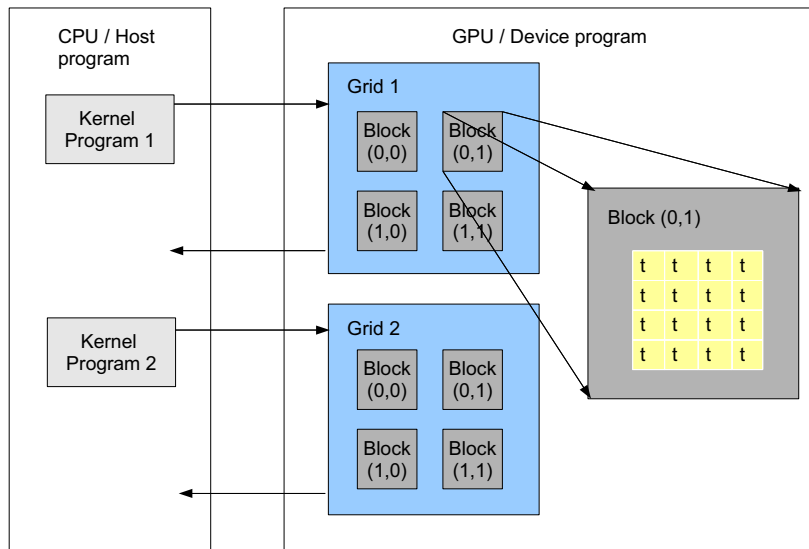 CPU / Host
program
GPU / Device program
Kernel
Program 1
Grid 1
Block
(0,0)
Block
(0,1)
Block
(1,0)
Block
(1,1)
Block (0,1)
t t t t
t t t t
t t t t
t t t t
Kernel
Program 2
Grid 2
Block
(0,0)
Block
(0,1)
Block
(1,0)
Block
(1,1)